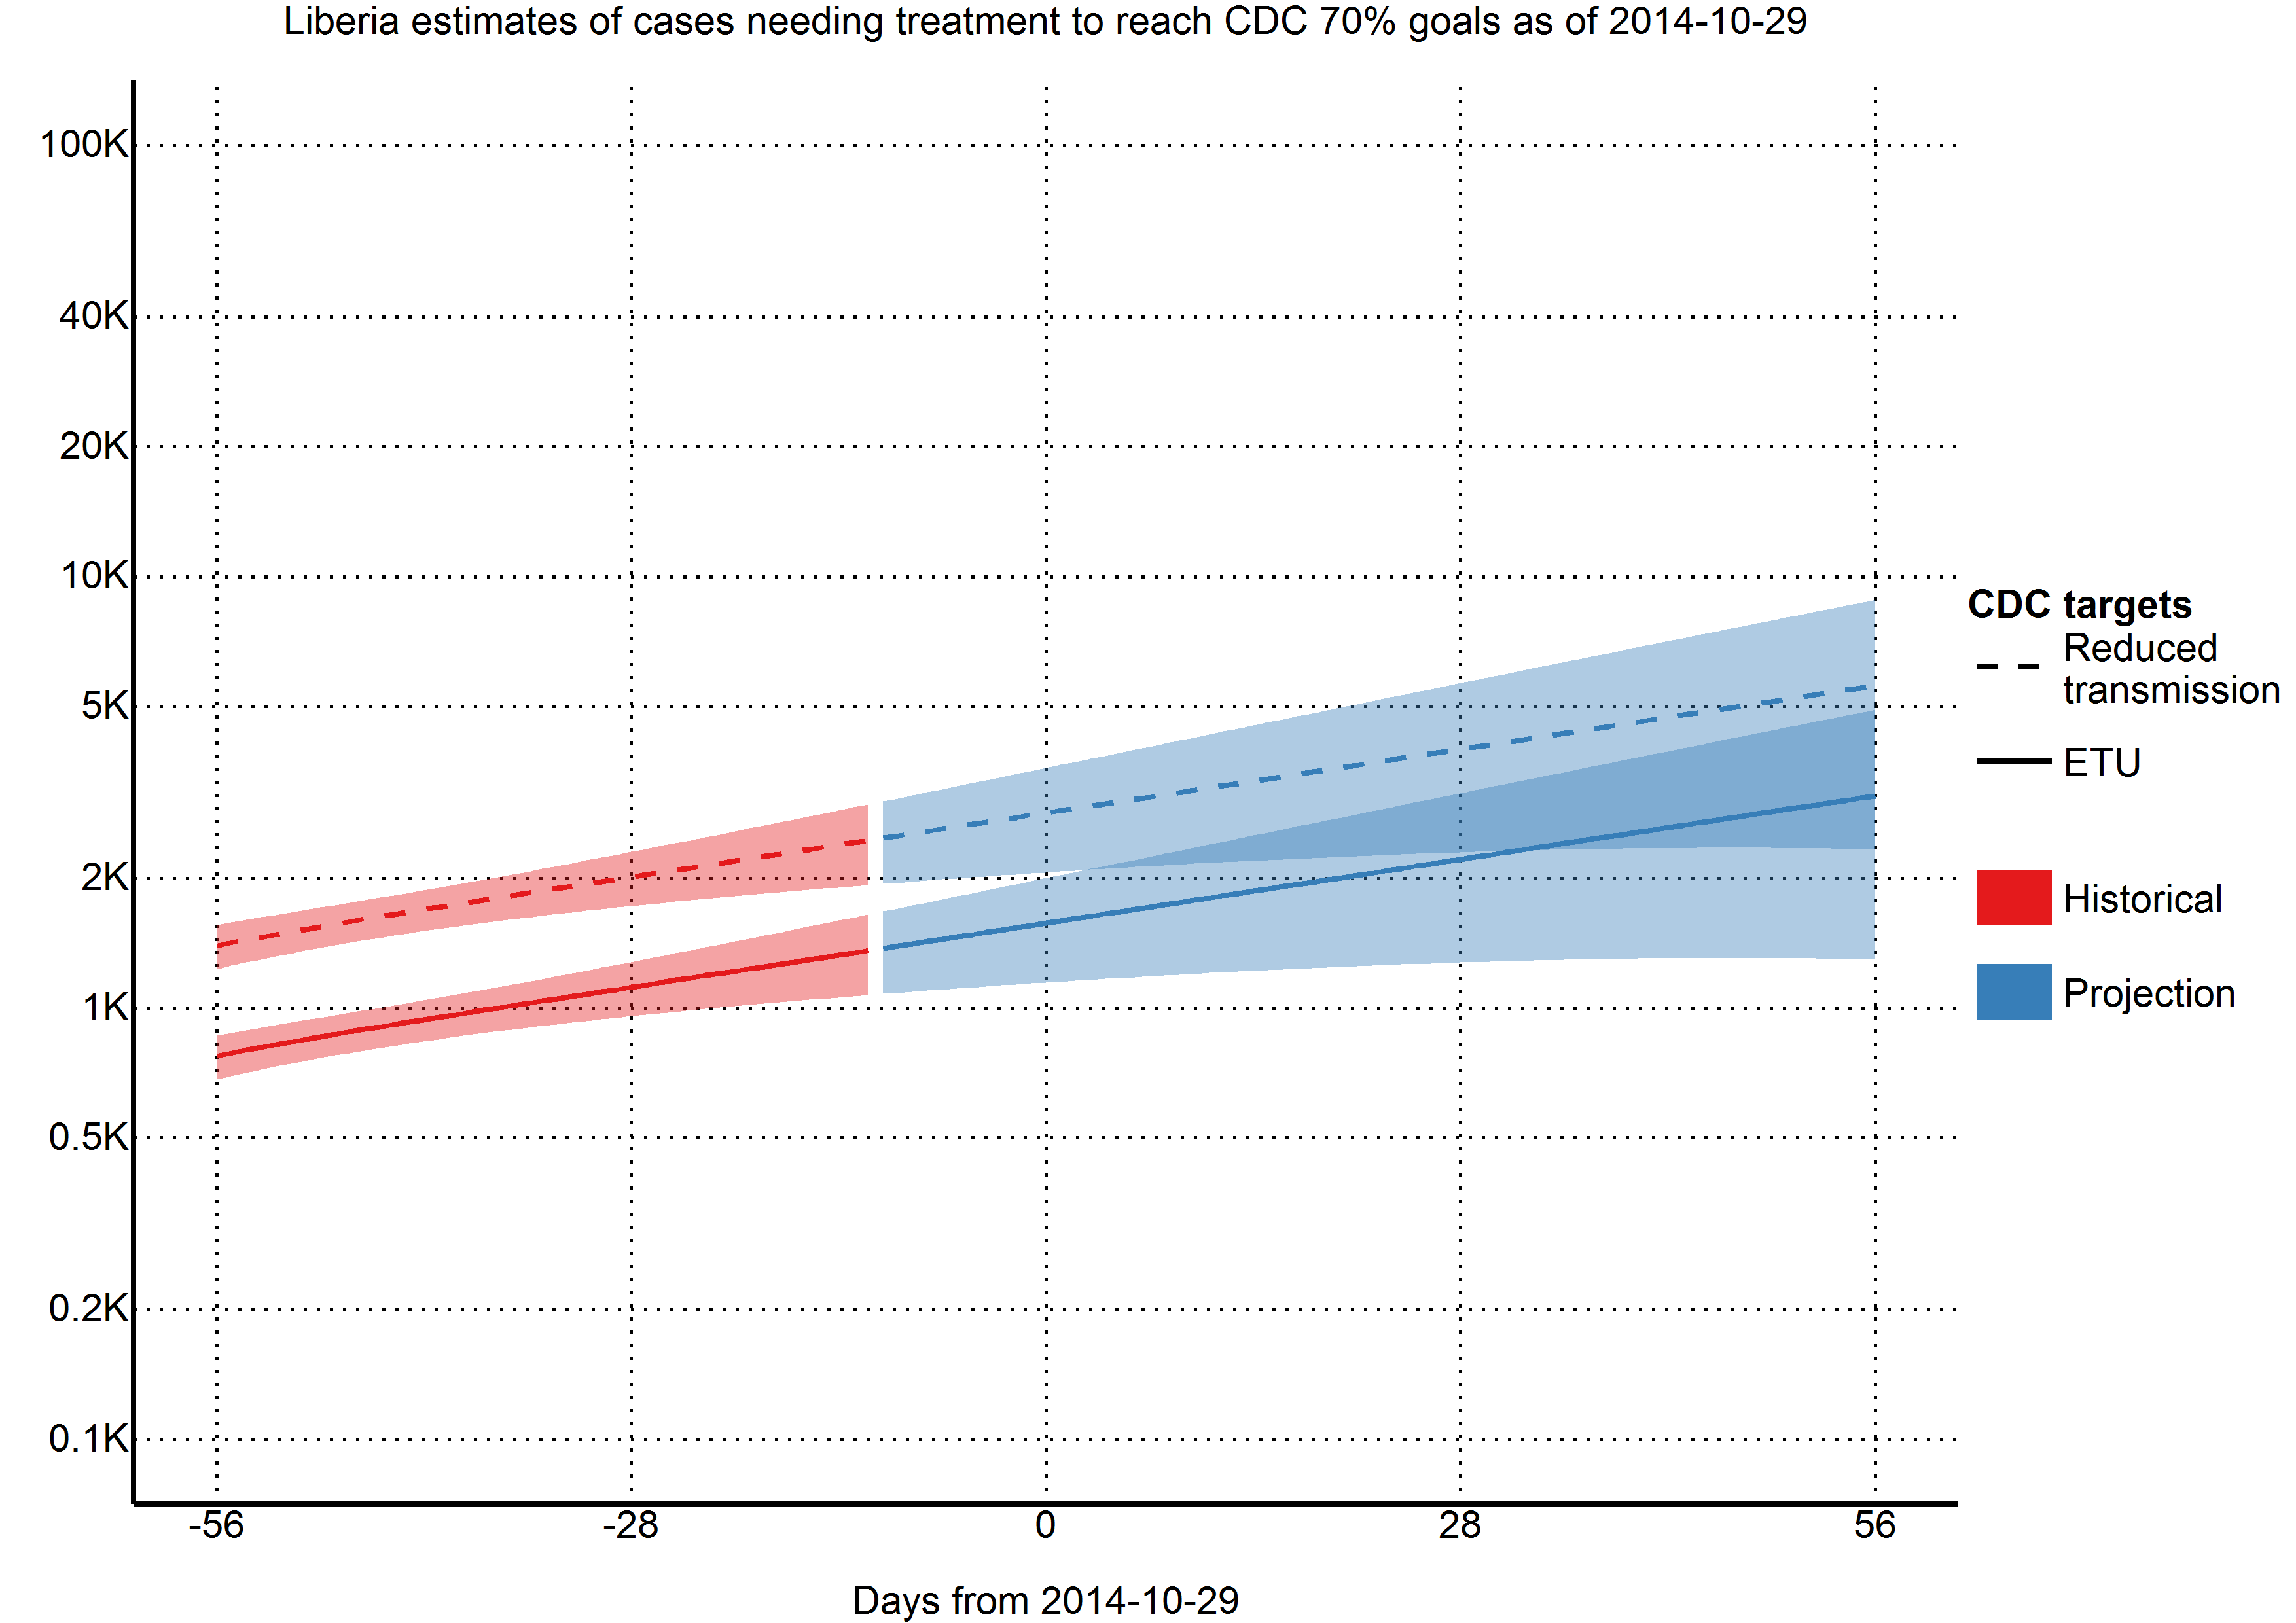 Liberia estimates of cases needing treatment to reach CDC 70% goals as of 2014-10-29
100K
40K
20K
10K
5K
2K
1K
0.5K
0.2K
0.1K
-56
-28
0
28
56
Days from 2014-10-29
CDC targets
Reduced
transmission
ETU
Historical
Projection